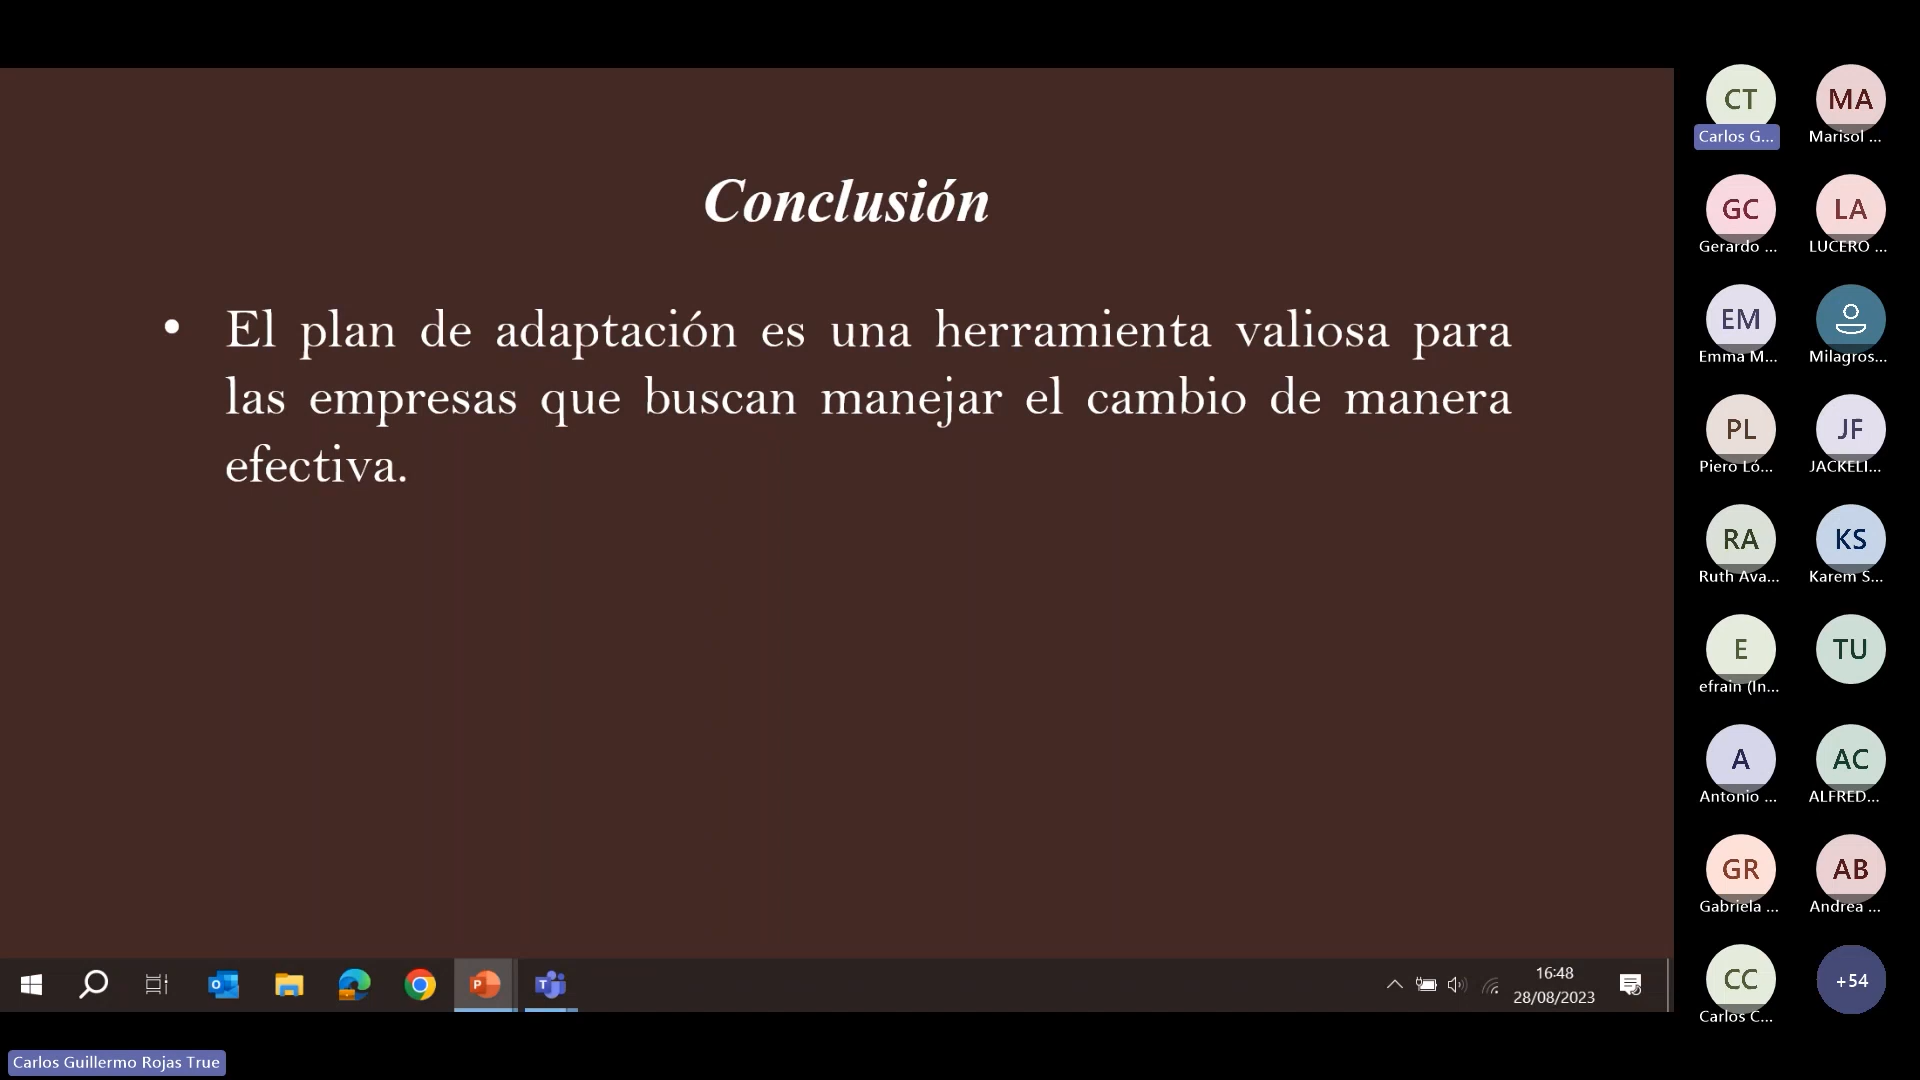 Conclusión
• El plan de adaptación es una herramienta valiosa para
las empresas que buscan manejar el cambio de manera
efectiva.
CT
Carlos G...
MA
Marisol ...
GC
Gerardo ...
LA
LUCERO ...
EM
Emma M...
Milagros...
PL
Piero Ló...
JF
JACKELI...
RA
Ruth Ava...
KS
Karem S...
E
efrain (In...
TU
A
Antonio ...
AC
ALFRED...
GR
Gabriela ...
AB
Andrea ...
CC
Carlos C...
+54
16:48
28/08/2023
Carlos Guillermo Rojas True